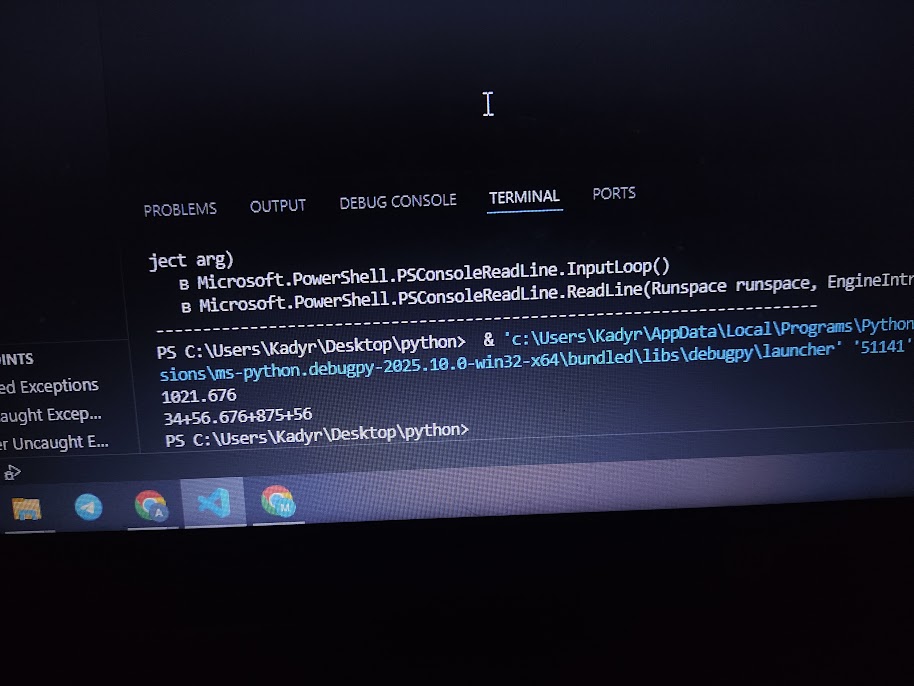 PROBLEMS OUTPUT DEBUG CONSOLE TERMINAL PORTS
ject arg)
в Microsoft.PowerShell.PSConsoleReadLine.InputLoop()
в Microsoft.PowerShell.PSConsoleReadLine.ReadLine(Runspace runspace, EngineIntr
--------------------------------------------------------------------------
PS C:\Users\Kadyr\Desktop\python> & 'c:\Users\Kadyr\AppData\Local\Programs\Python
sions\ms-python.debugpy-2025.10.0-win32-x64\bundled\libs\debugpy\launcher' '51141'
1021.676
34+56.676+875+56
PS C:\Users\Kadyr\Desktop\python>
INTS
ed Exceptions
aught Excep...
er Uncaught E...
A
M